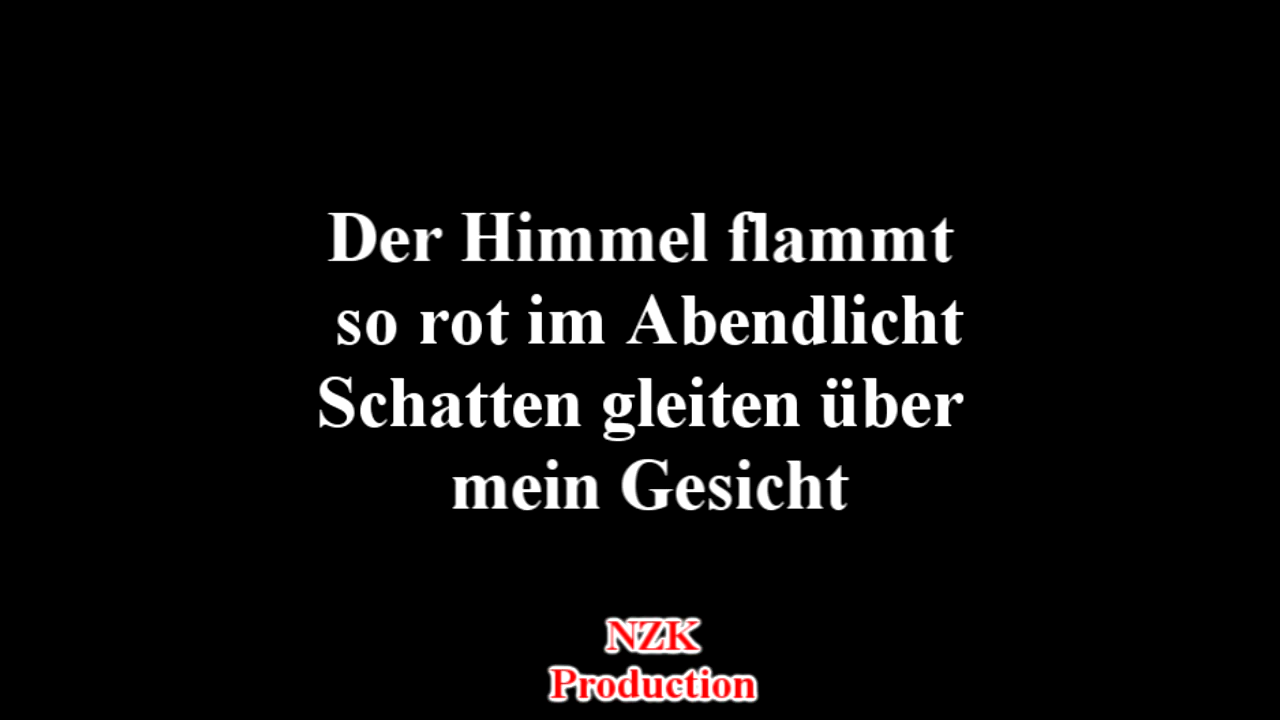 Der Himmel flammt
so rot im Abendlicht
Schatten gleiten über
mein Gesicht
NZK
Production